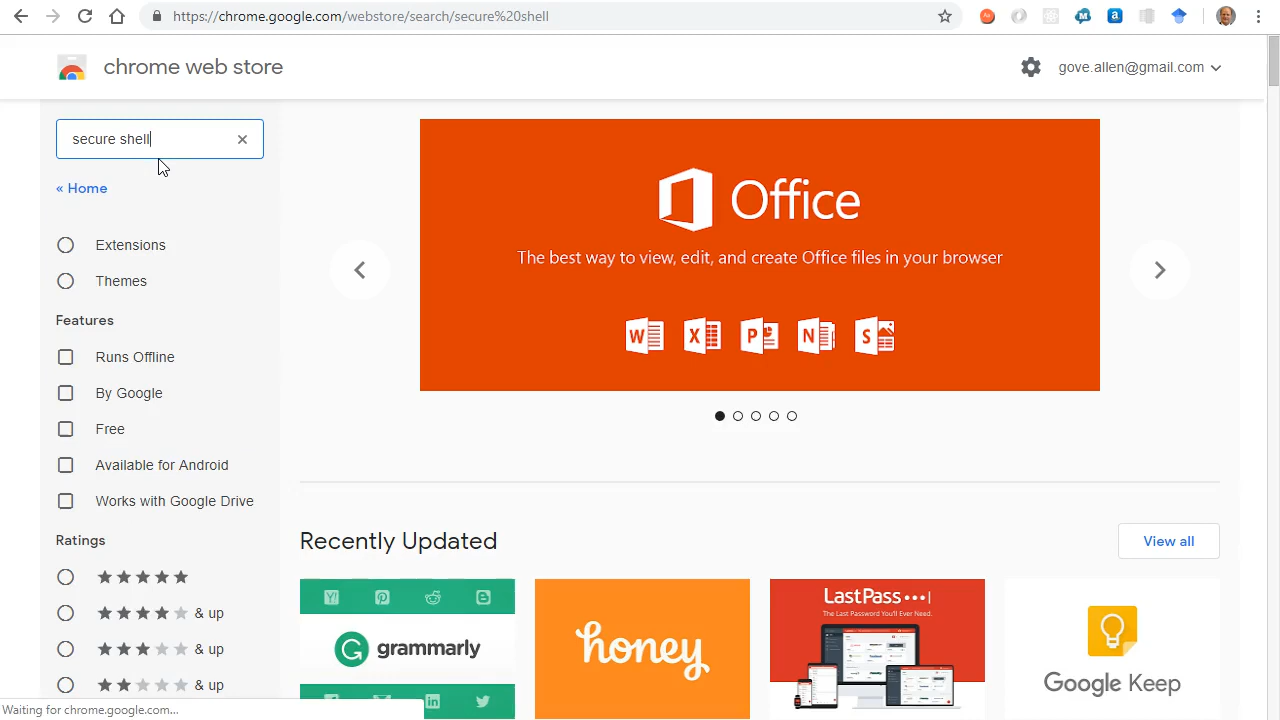 https://chrome.google.com/webstore/search/secure%20shell
chrome web store
gove.allen@gmail.com
secure shell
« Home
Extensions
Themes
Features
Runs Offline
By Google
Free
Available for Android
Works with Google Drive
Ratings
& up
& up
up
Office
The best way to view, edit, and create Office files in your browser
W X P N S
Recently Updated
View all
grammarly
honey
LastPass •••|
The Last Password You'll Ever Need.
Google Keep
Waiting for chrome.google.com...